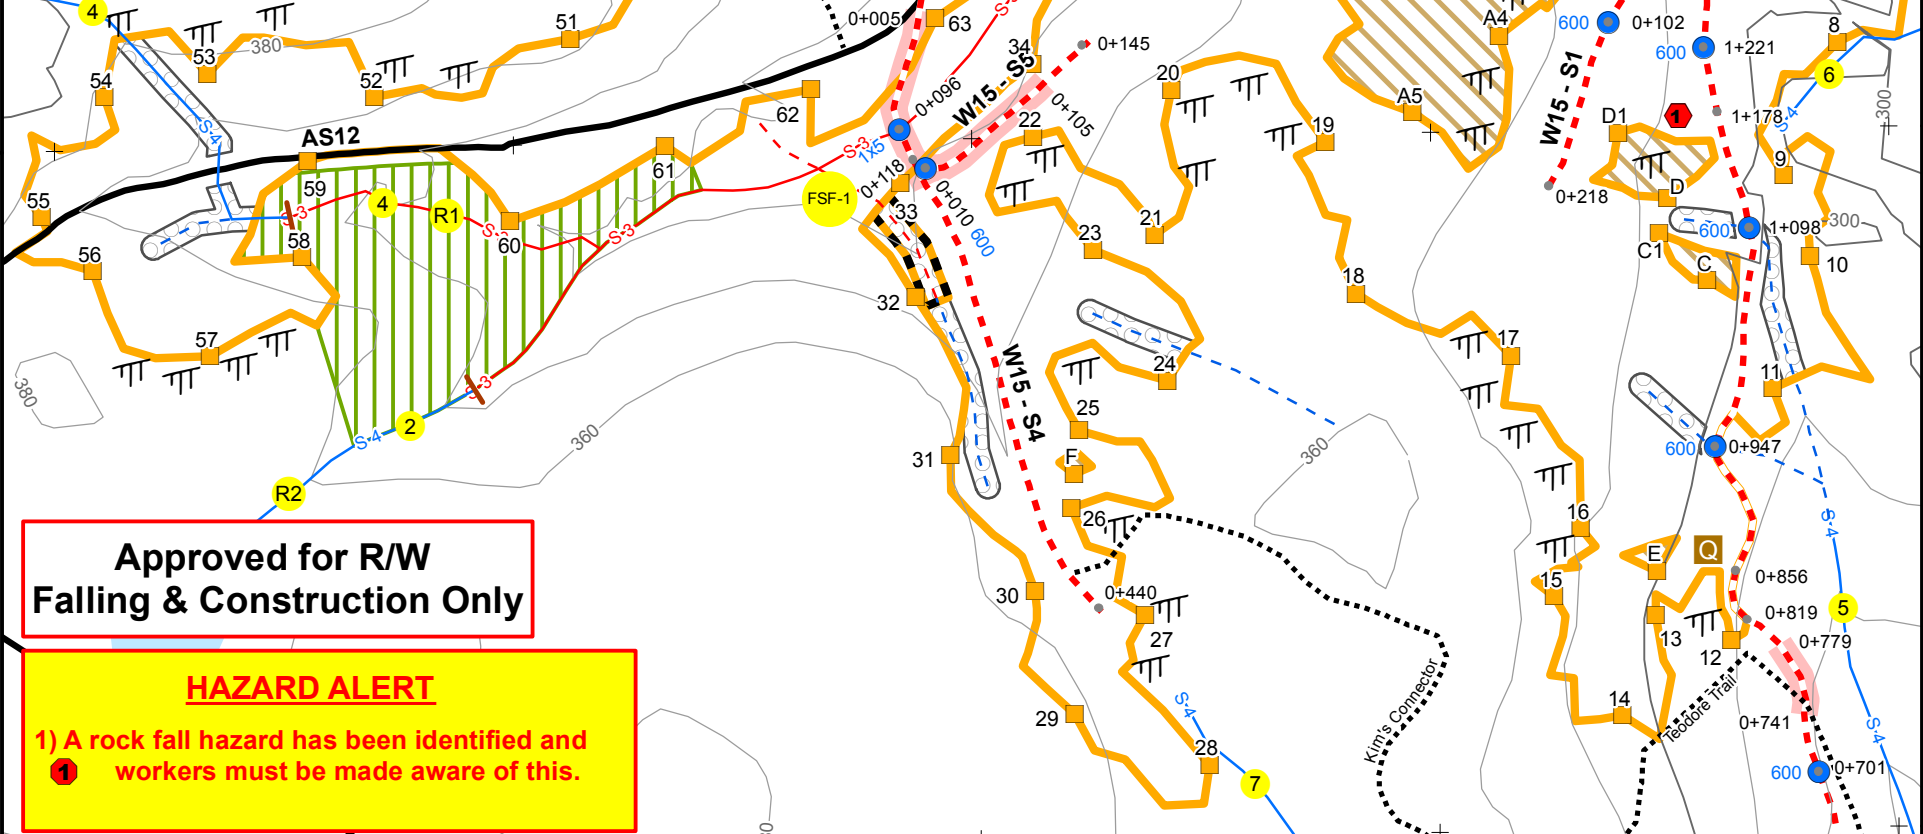 4
53
380
51
54
52
S-4
AS12
55
59
58
56
57
380
4
R1
S-3
S-3
60
S-3
61
62
S-3
S-4
2
R2
360
0+005
63
S-3
34
0+145
0+096
W15 - S5
0+105
22
1x5
FSF-1
0+118
33
0+010
600
32
W15 - S4
31
30
29
0+440
20
19
21
23
18
24
25
F
26
27
28
S-4
7
Kim's Connector
360
A4
A5
17
16
15
14
13
12
E
Q
600
0+102
W15 - S1
0+218
600
1+221
1
1+178
D1
D
C1
C
600
1+098
8
6
S-4
9
300
300
10
11
600
0+947
S-4
0+856
0+819
5
0+779
0+741
Teodore Trail
600
0+701
S-4
Approved for R/W
Falling & Construction Only
HAZARD ALERT
1) A rock fall hazard has been identified and
1 workers must be made aware of this.